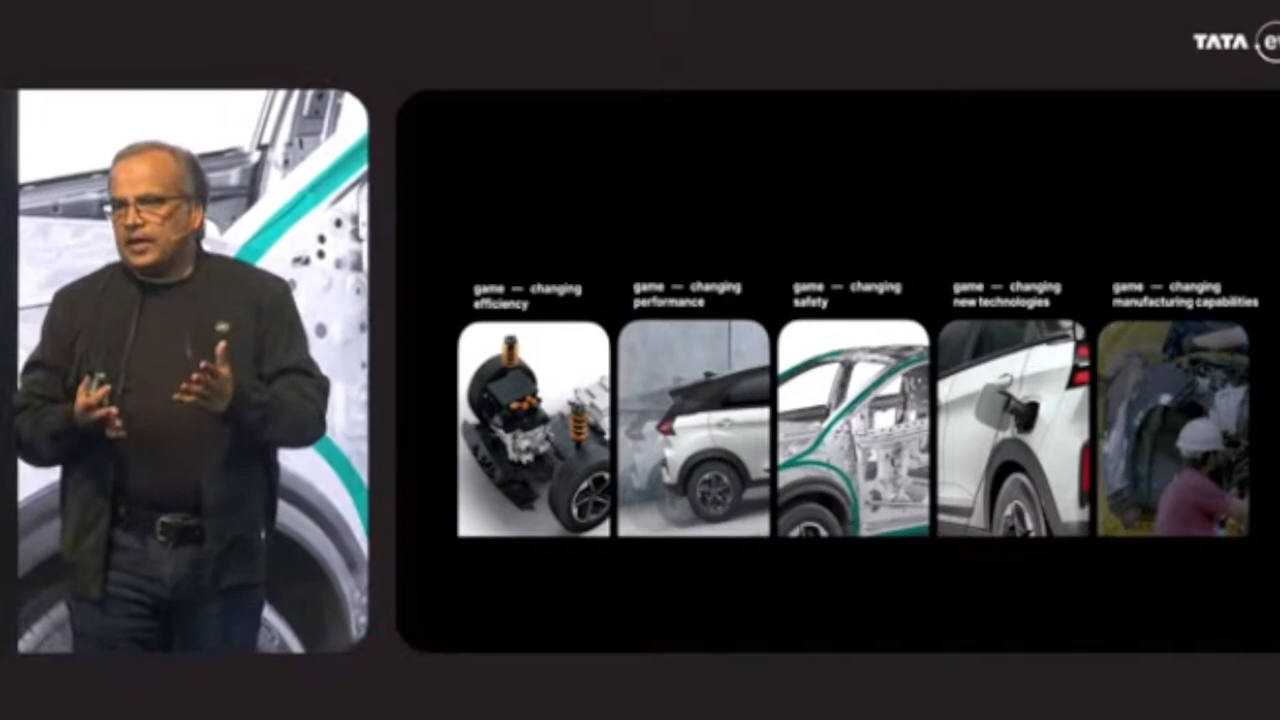 TATA .ev
game — changing
efficiency
game — changing
performance
game — changing
safety
game — changing
new technologies
game — changing
manufacturing capabilities